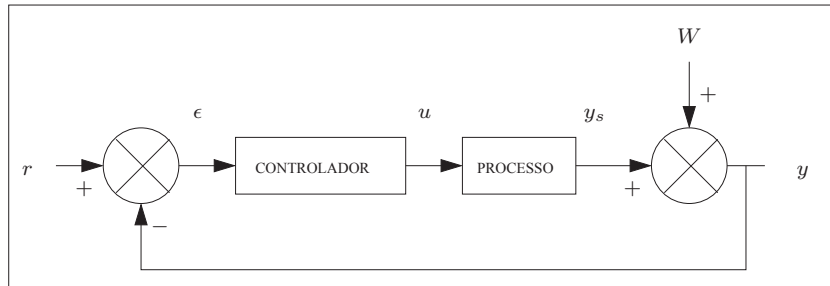 W
+
ϵ
u
y_s
r
+
CONTROLADOR
PROCESSO
+
y
−